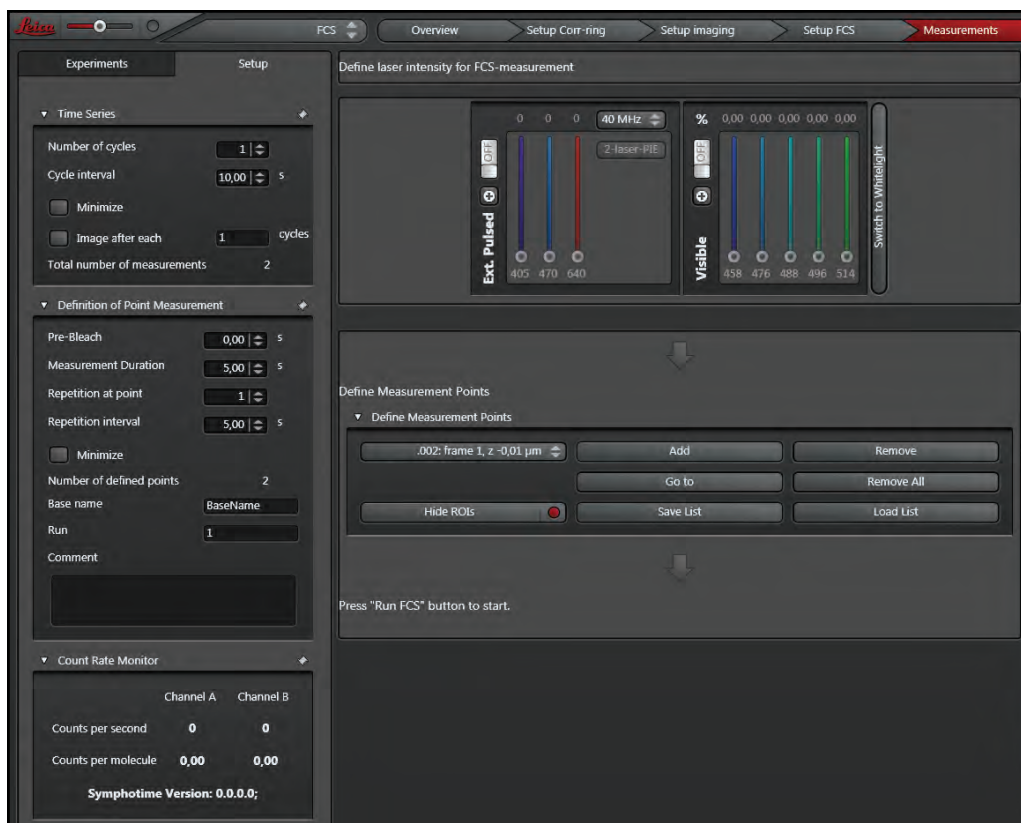 Leica
FCS
Overview
Setup Corr-ring
Setup imaging
Setup FCS
Measurements
Experiments
Setup
Time Series
Number of cycles 1
Cycle interval 10,00 s
Minimize
Image after each 1 cycles
Total number of measurements 2
Definition of Point Measurement
Pre-Bleach 0,00 s
Measurement Duration 5,00 s
Repetition at point 1
Repetition interval 5,00 s
Minimize
Number of defined points 2
Base name BaseName
Run 1
Comment
Count Rate Monitor
Channel A Channel B
Counts per second 0 0
Counts per molecule 0,00 0,00
Symphotime Version: 0.0.0.0;
Define laser intensity for FCS-measurement
0 0 0 40 MHz
2-laser-PIE
OFF
Ext. Pulsed
405 470 640
% 0,00 0,00 0,00 0,00 0,00
OFF
Visible
458 476 488 496 514
Switch to Whitelight
Define Measurement Points
Define Measurement Points
.002: frame 1, z -0,01 µm Add Remove
Go to Remove All
Hide ROIs Save List Load List
Press "Run FCS" button to start.